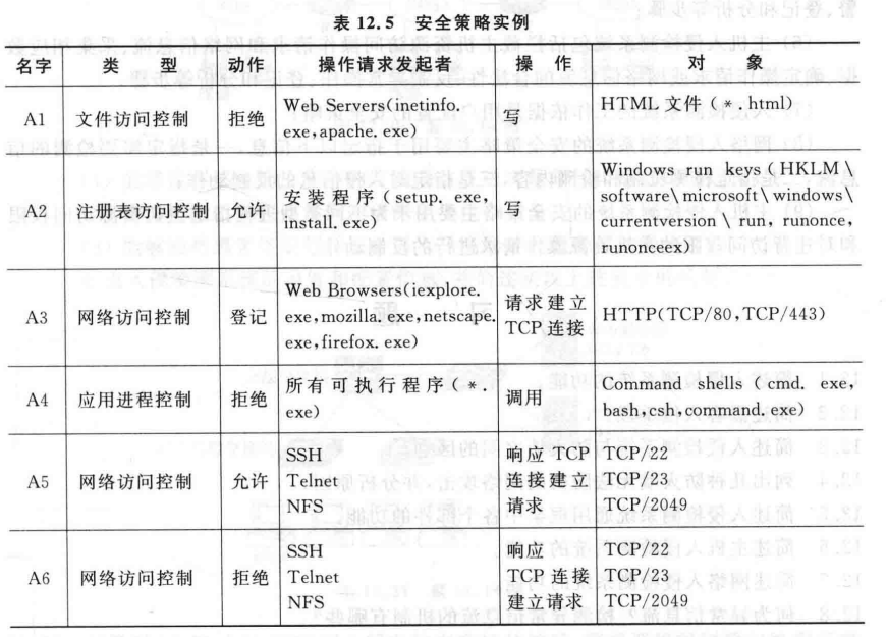 警、登记和分析等步骤。
表 12.5 安全策略实例
名字 类 型 动作 操作请求发起者 操 作 对 象
A1 文件访问控制 拒绝 Web Servers(inetinfo.exe,apache. exe) 写 HTML 文件 ( *. html)
A2 注册表访问控制 允许 安装程序(setup. exe, install. exe) 写 Windows run keys (HKLM\software\microsoft\windows\currentversion \ run, runonce, runonceex)
A3 网络访问控制 登记 Web Browsers(iexplore.exe,mozilla. exe,netscape.exe,firefox. exe) 请求建立 TCP 连接 HTTP(TCP/80,TCP/443)
A4 应用进程控制 拒绝 所有可执行程序( *.exe) 调用 Command shells ( cmd. exe, bash,csh,command.exe)
A5 网络访问控制 允许 SSH Telnet NFS 响应 TCP 连接建立请求 TCP/22 TCP/23 TCP/2049
A6 网络访问控制 拒绝 SSH Telnet NFS 响应 TCP 连接建立请求 TCP/22 TCP/23 TCP/2049